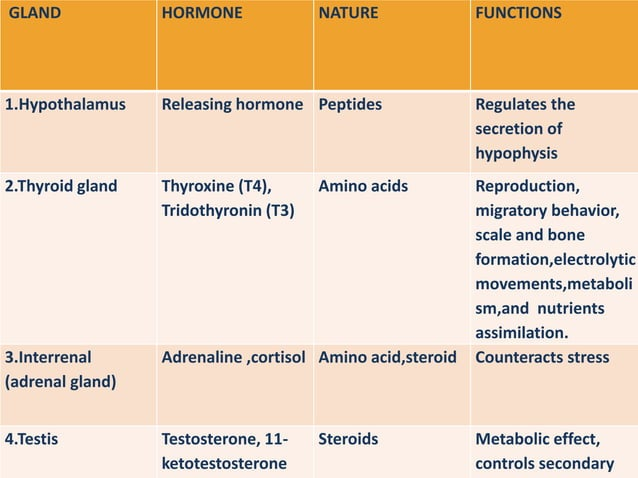 GLAND HORMONE NATURE FUNCTIONS
1.Hypothalamus Releasing hormone Peptides Regulates the
secretion of
hypophysis
2.Thyroid gland Thyroxine (T4), Amino acids Reproduction,
Tridothyronin (T3) migratory behavior,
scale and bone
formation,electrolytic
movements,metaboli
sm,and nutrients
assimilation.
3.Interrenal Adrenaline ,cortisol Amino acid,steroid Counteracts stress
(adrenal gland)
4.Testis Testosterone, 11- Steroids Metabolic effect,
ketotestosterone controls secondary